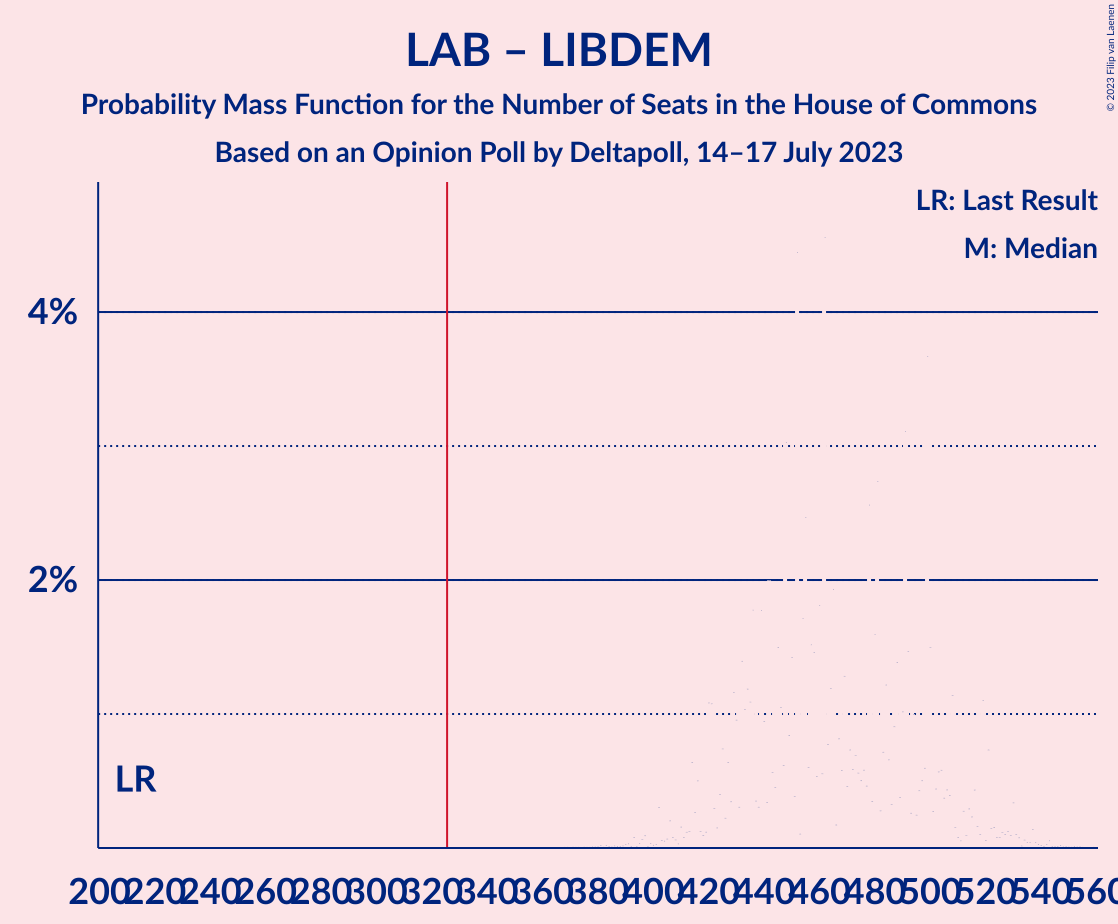 LAB – LIBDEM
Probability Mass Function for the Number of Seats in the House of Commons
Based on an Opinion Poll by Deltapoll, 14–17 July 2023
© 2023 Filip van Laenen
LR: Last Result
M: Median
4%
2%
LR
200 220 240 260 280 300 320 340 360 380 400 420 440 460 480 500 520 540 560